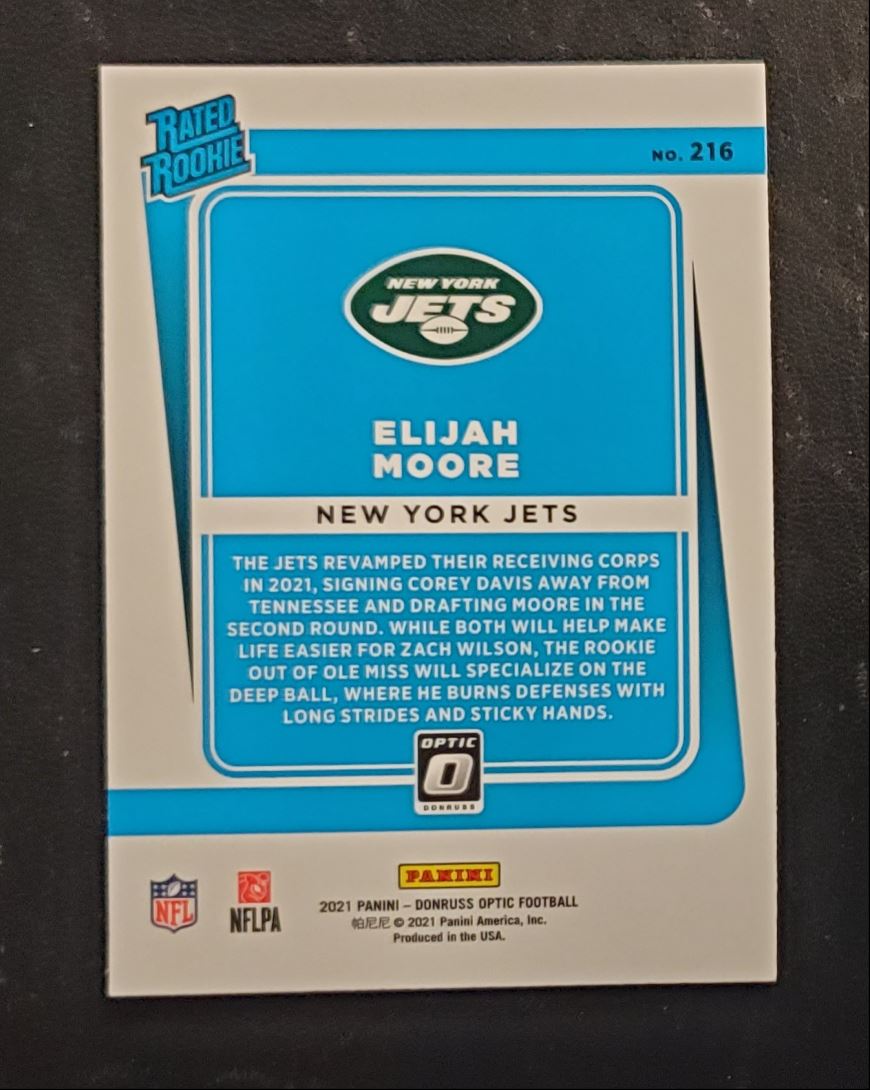 RATED
ROOKIE
NO. 216
NEW YORK
JETS
ELIJAH
MOORE
NEW YORK JETS
THE JETS REVAMPED THEIR RECEIVING CORPS
IN 2021, SIGNING COREY DAVIS AWAY FROM
TENNESSEE AND DRAFTING MOORE IN THE
SECOND ROUND. WHILE BOTH WILL HELP MAKE
LIFE EASIER FOR ZACH WILSON, THE ROOKIE
OUT OF OLE MISS WILL SPECIALIZE ON THE
DEEP BALL, WHERE HE BURNS DEFENSES WITH
LONG STRIDES AND STICKY HANDS.
OPTIC
O
DONRUSS
PANINI
NFL
NFLPA
2021 PANINI – DONRUSS OPTIC FOOTBALL
帕尼尼 © 2021 Panini America, Inc.
Produced in the USA.